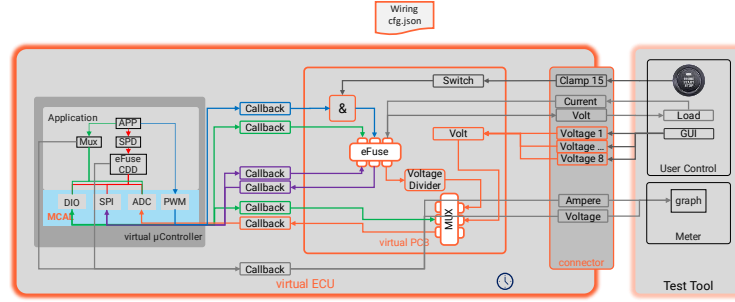 Wiring
cfg.json
Switch
Clamp 15
Current
Volt
Load
GUI
User Control
Callback
Callback
&
Application
APP
Mux
SPD
eFuse
CDD
Volt
Voltage 1
Voltage ...
Voltage 8
eFuse
Callback
Callback
Voltage
Divider
DIO
SPI
ADC
PWM
MCAL
virtual µController
Callback
Callback
MUX
virtual PCB
Ampere
Voltage
graph
Meter
Callback
connector
virtual ECU
Test Tool